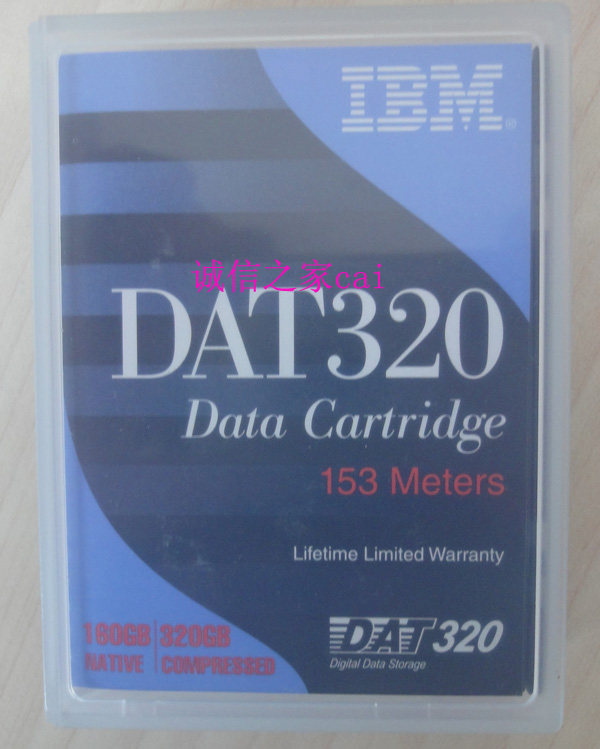 IBM®
诚信之家cai
DAT320
Data Cartridge
153 Meters
Lifetime Limited Warranty
160GB 320GB
NATIVE COMPRESSED
DAT 320
Digital Data Storage